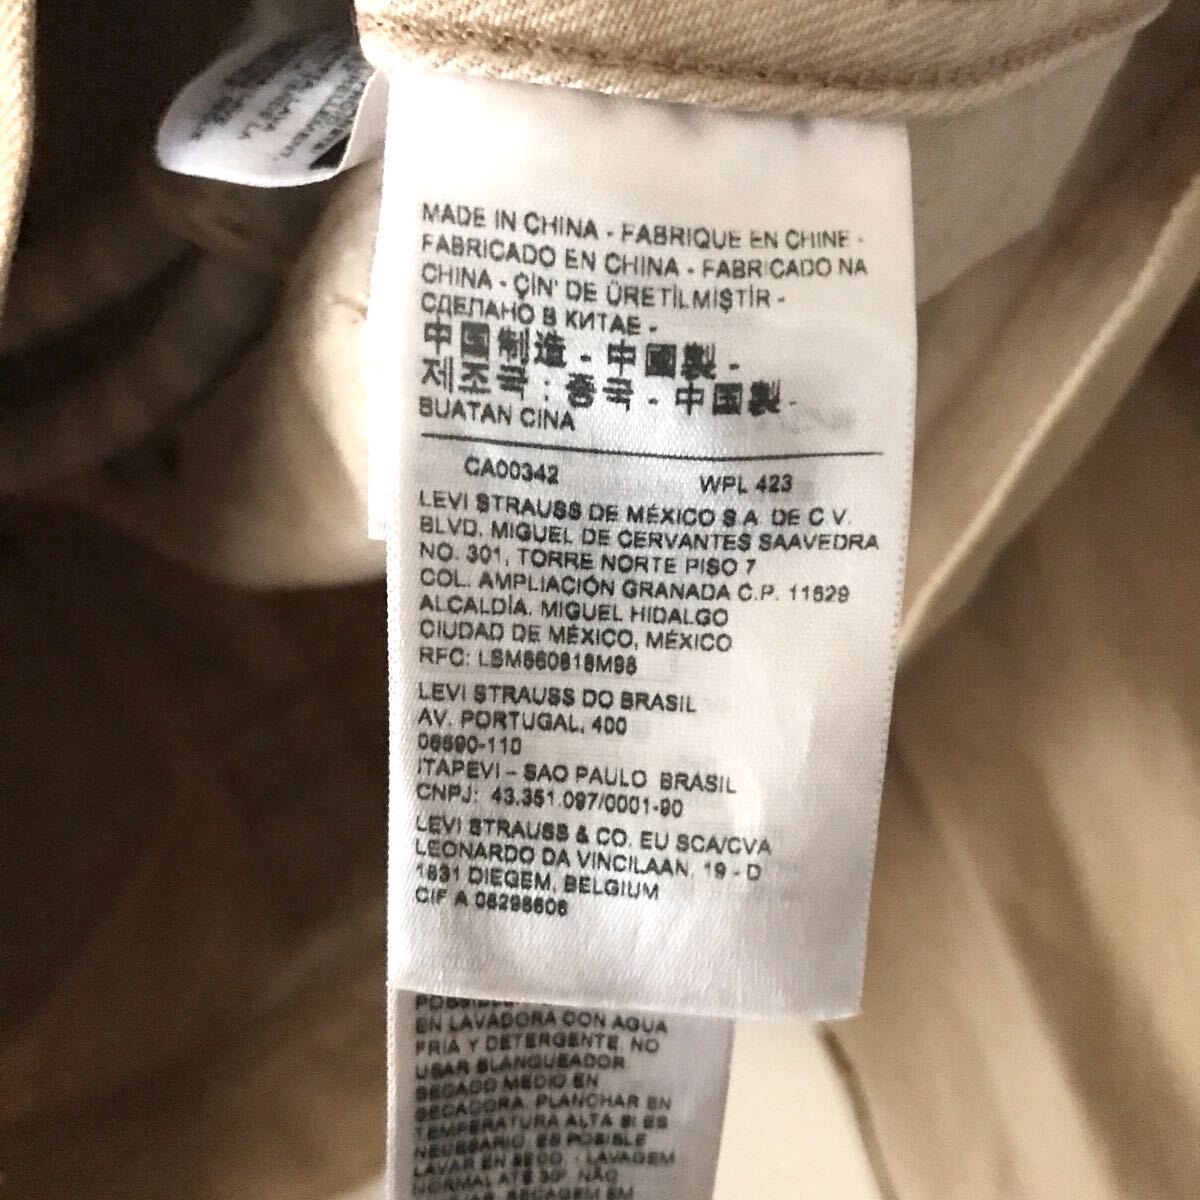 MADE IN CHINA - FABRIQUE EN CHINE -
FABRICADO EN CHINA - FABRICADO NA
CHINA - ÇIN' DE ÜRETİLMİŞTİR -
СДЕЛАНО В КИТАЕ -
中国制造 - 中國製 -
제조국 : 중국 - 中国製 -
BUATAN CINA
CA00342 WPL 423
LEVI STRAUSS DE MÉXICO S.A. DE C.V.
BLVD. MIGUEL DE CERVANTES SAAVEDRA
NO. 301, TORRE NORTE PISO 7
COL. AMPLIACIÓN GRANADA C.P. 11529
ALCALDÍA. MIGUEL HIDALGO
CIUDAD DE MÉXICO, MÉXICO
RFC:
LEVI STRAUSS DO BRASIL
AV. PORTUGAL, 400
06690-110
ITAPEVI – SAO PAULO BRASIL
CNPJ: 43.351.097/0001-90
LEVI STRAUSS & CO. EU SCA/CVA
LEONARDO DA VINCILAAN, 19 - D
1831 DIEGEM, BELGIUM
CIF A
EN LAVADORA CON AGUA
FRIA Y DETERGENTE. NO
USAR BLANQUEADOR.
SECADO MEDIO EN
SECADORA. PLANCHAR EN
TEMPERATURA ALTA SI ES
NECESARIO. ES POSIBLE
LAVAR EN SECO - LAVAGEM
NORMAL ATÉ 30°. NÃO
SECAGEM EM